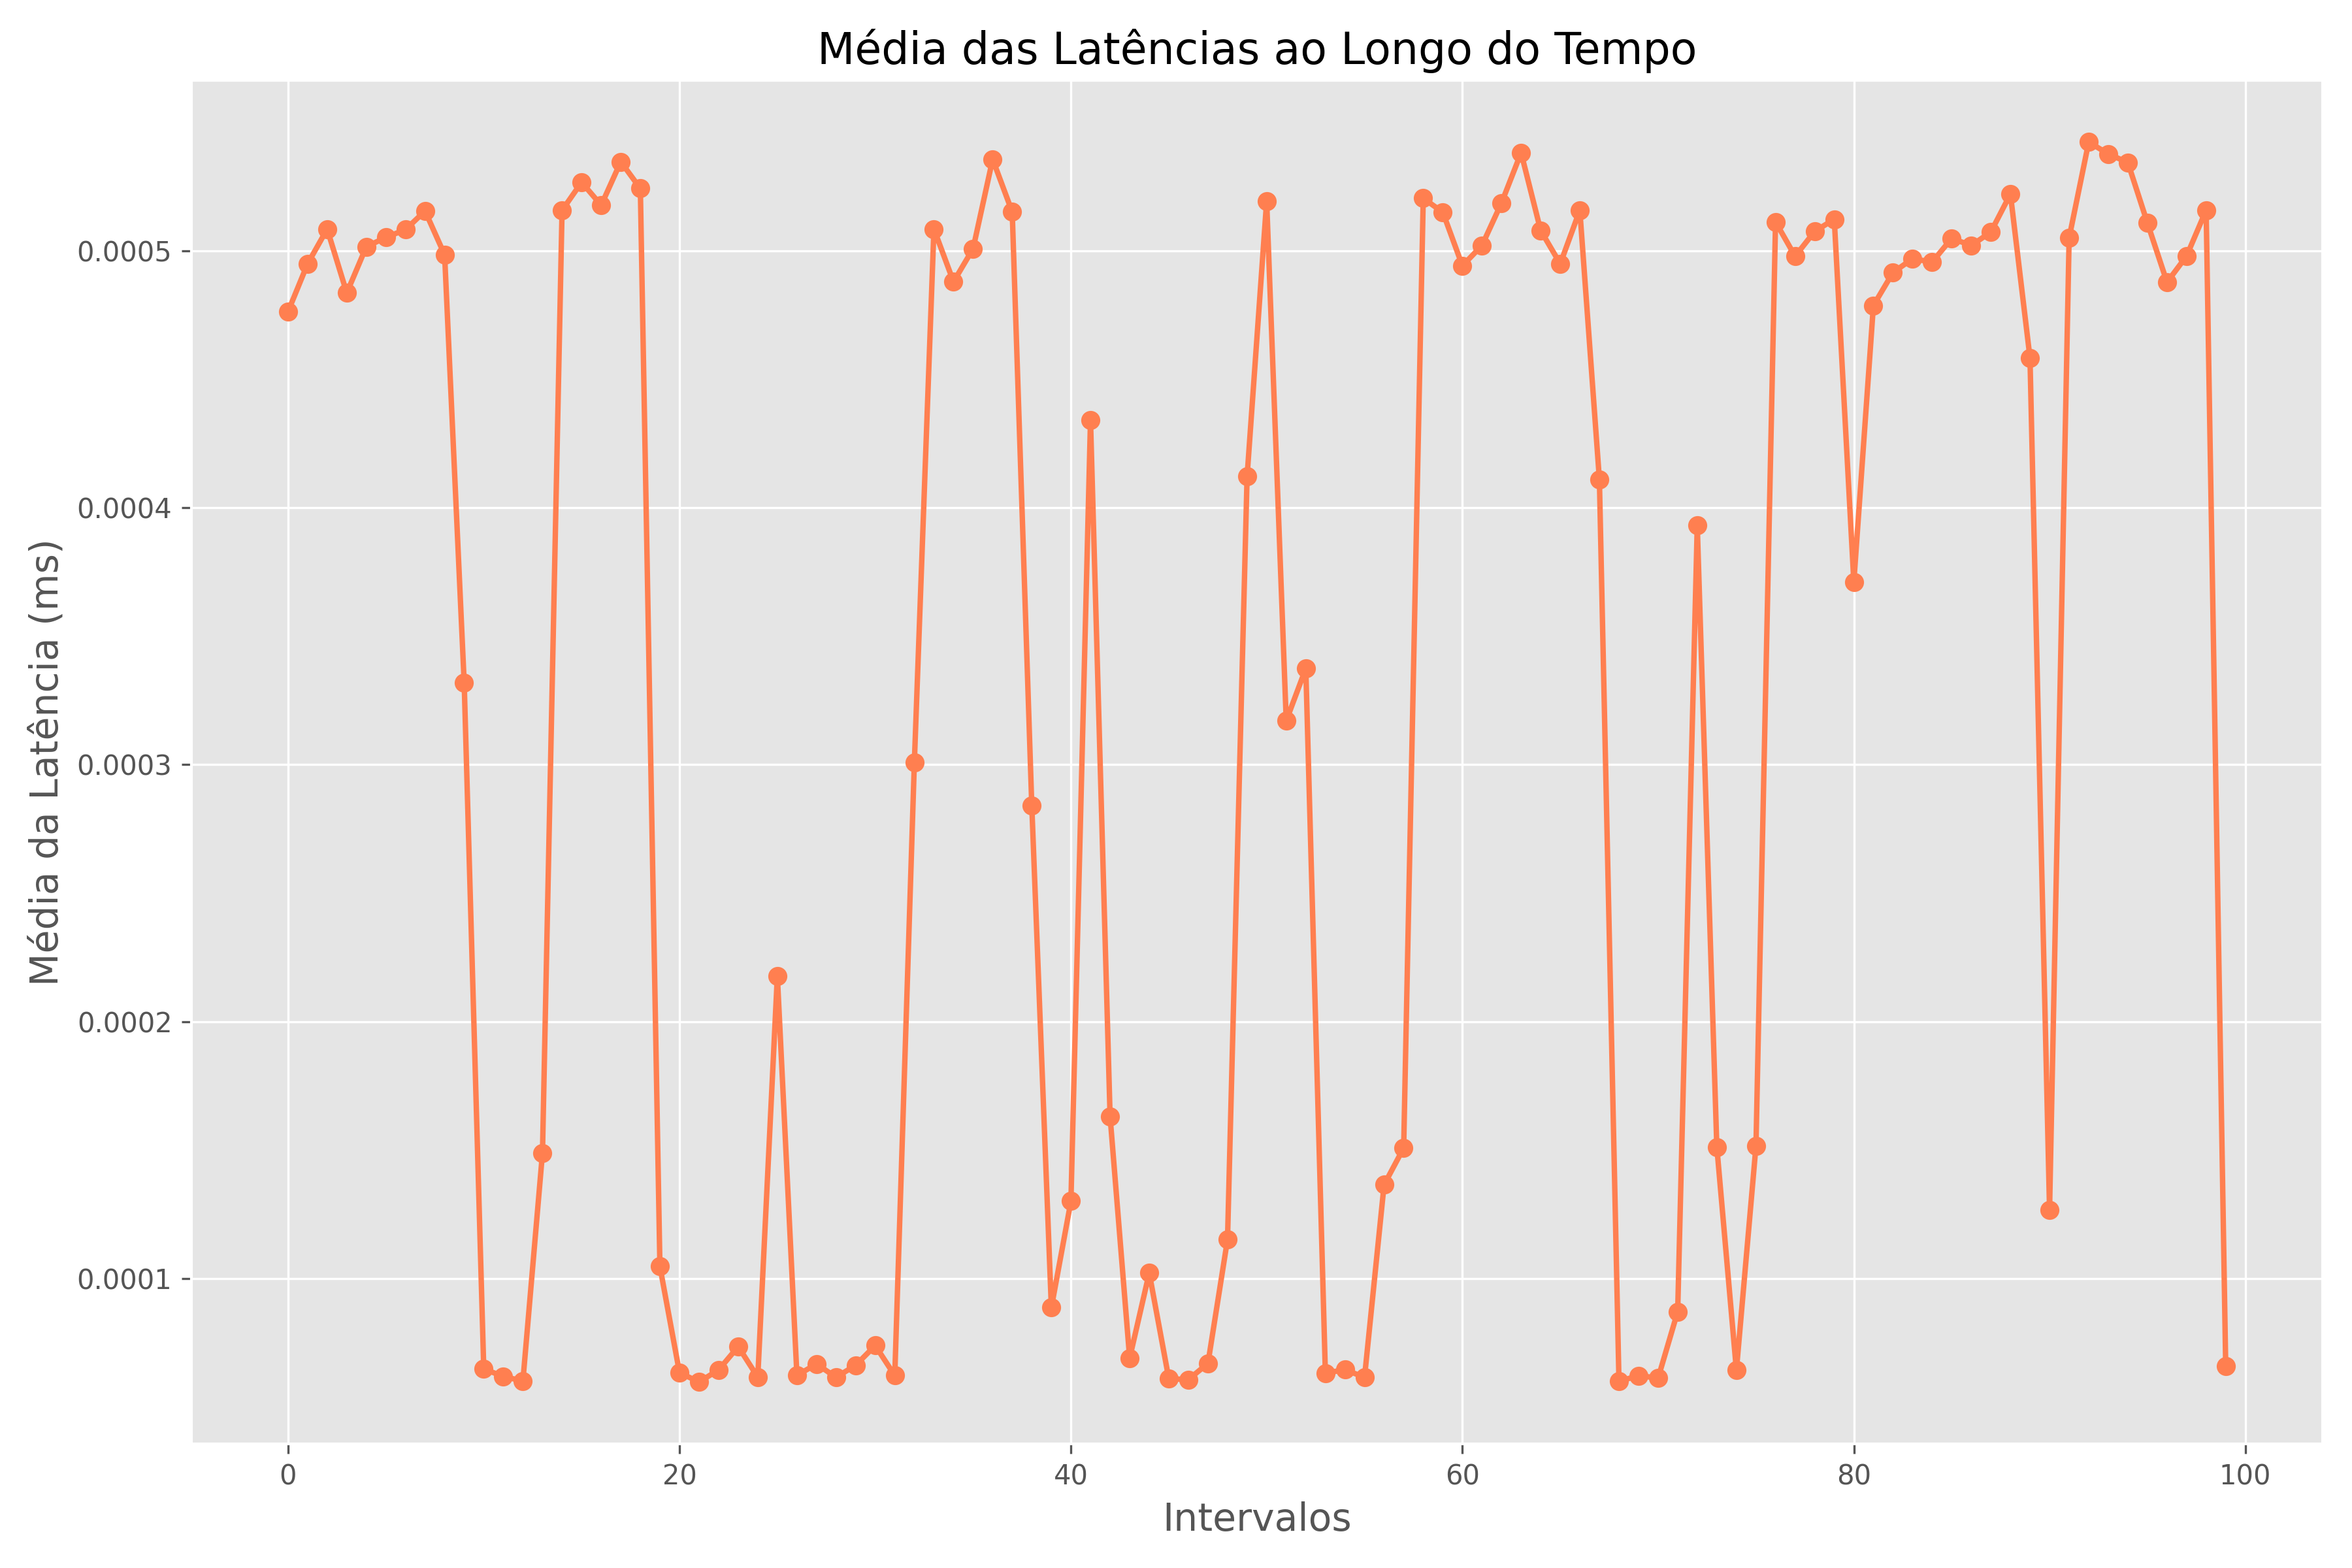 Média das Latências ao Longo do Tempo
Média da Latência (ms)
0.0005
0.0004
0.0003
0.0002
0.0001
0 20 40 60 80 100
Intervalos